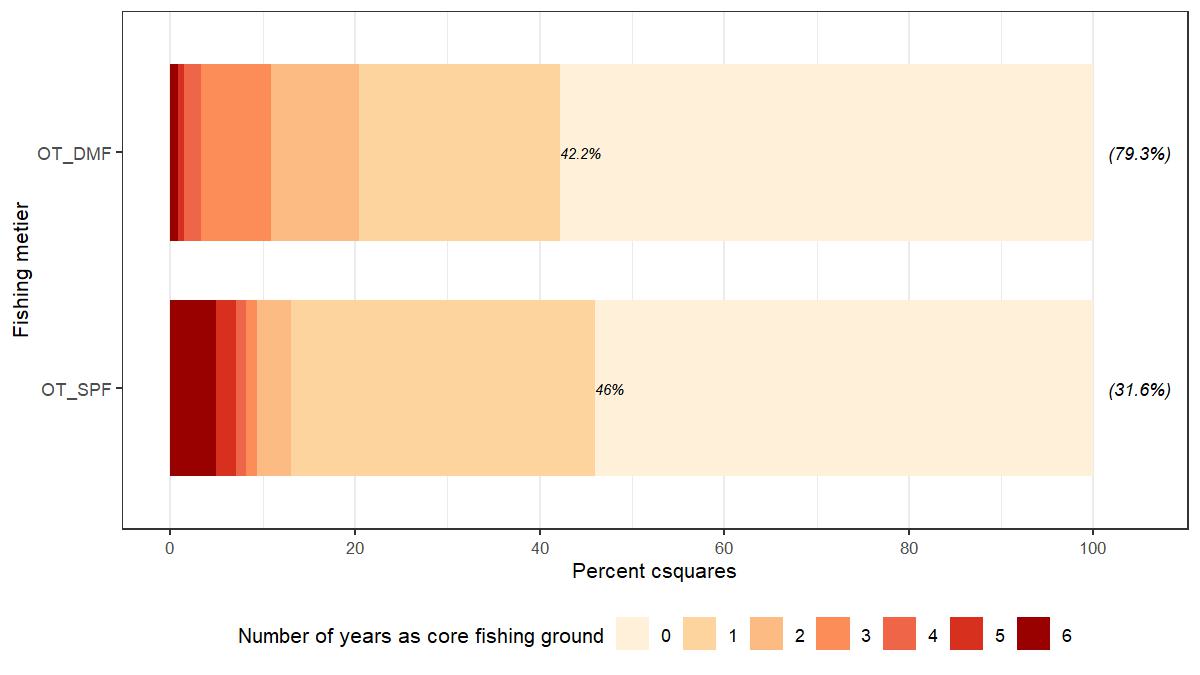 Fishing metier
OT_DMF
42.2%
(79.3%)
OT_SPF
46%
(31.6%)
0 20 40 60 80 100
Percent csquares
Number of years as core fishing ground 0 1 2 3 4 5 6